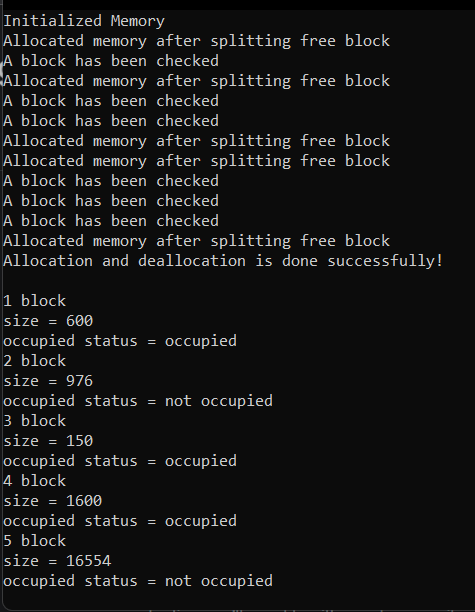 Initialized Memory
Allocated memory after splitting free block
A block has been checked
Allocated memory after splitting free block
A block has been checked
A block has been checked
Allocated memory after splitting free block
Allocated memory after splitting free block
A block has been checked
A block has been checked
A block has been checked
Allocated memory after splitting free block
Allocation and deallocation is done successfully!
1 block
size = 600
occupied status = occupied
2 block
size = 976
occupied status = not occupied
3 block
size = 150
occupied status = occupied
4 block
size = 1600
occupied status = occupied
5 block
size = 16554
occupied status = not occupied